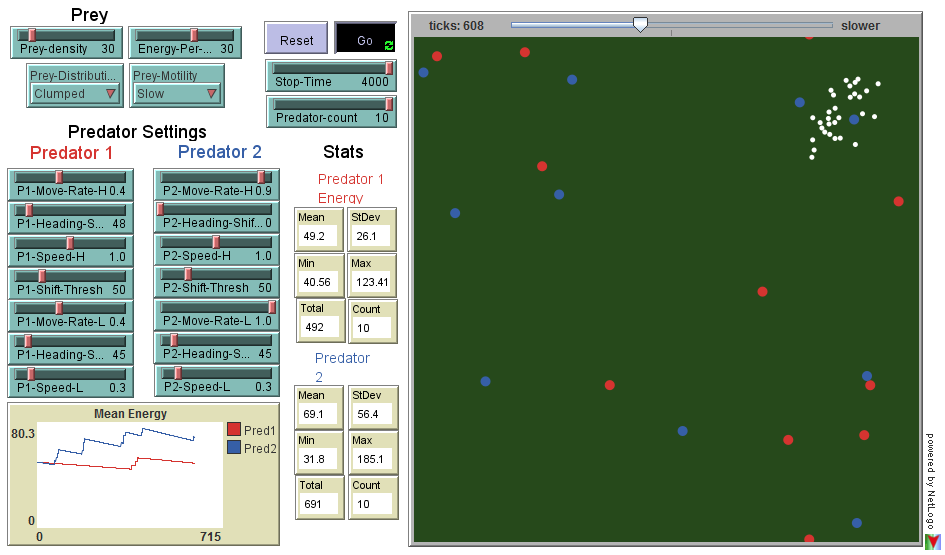 Prey
Prey-density 30
Energy-Per-... 30
Prey-Distributi...
Clumped
Prey-Motility
Slow
Reset
Go
Stop-Time 4000
Predator-count 10
Predator Settings
Predator 1
Predator 2
P1-Move-Rate-H 0.4
P1-Heading-S... 48
P1-Speed-H 1.0
P1-Shift-Thresh 50
P1-Move-Rate-L 0.4
P1-Heading-S... 45
P1-Speed-L 0.3
P2-Move-Rate-H 0.9
P2-Heading-Shif... 0
P2-Speed-H 1.0
P2-Shift-Thresh 50
P2-Move-Rate-L 1.0
P2-Heading-S... 45
P2-Speed-L 0.3
Stats
Predator 1
Energy
Mean
49.2
StDev
26.1
Min
40.56
Max
123.41
Total
492
Count
10
Predator
2
Mean
69.1
StDev
56.4
Min
31.8
Max
185.1
Total
691
Count
10
Mean Energy
80.3
0
0
715
Pred1
Pred2
ticks: 608
slower
powered by NetLogo